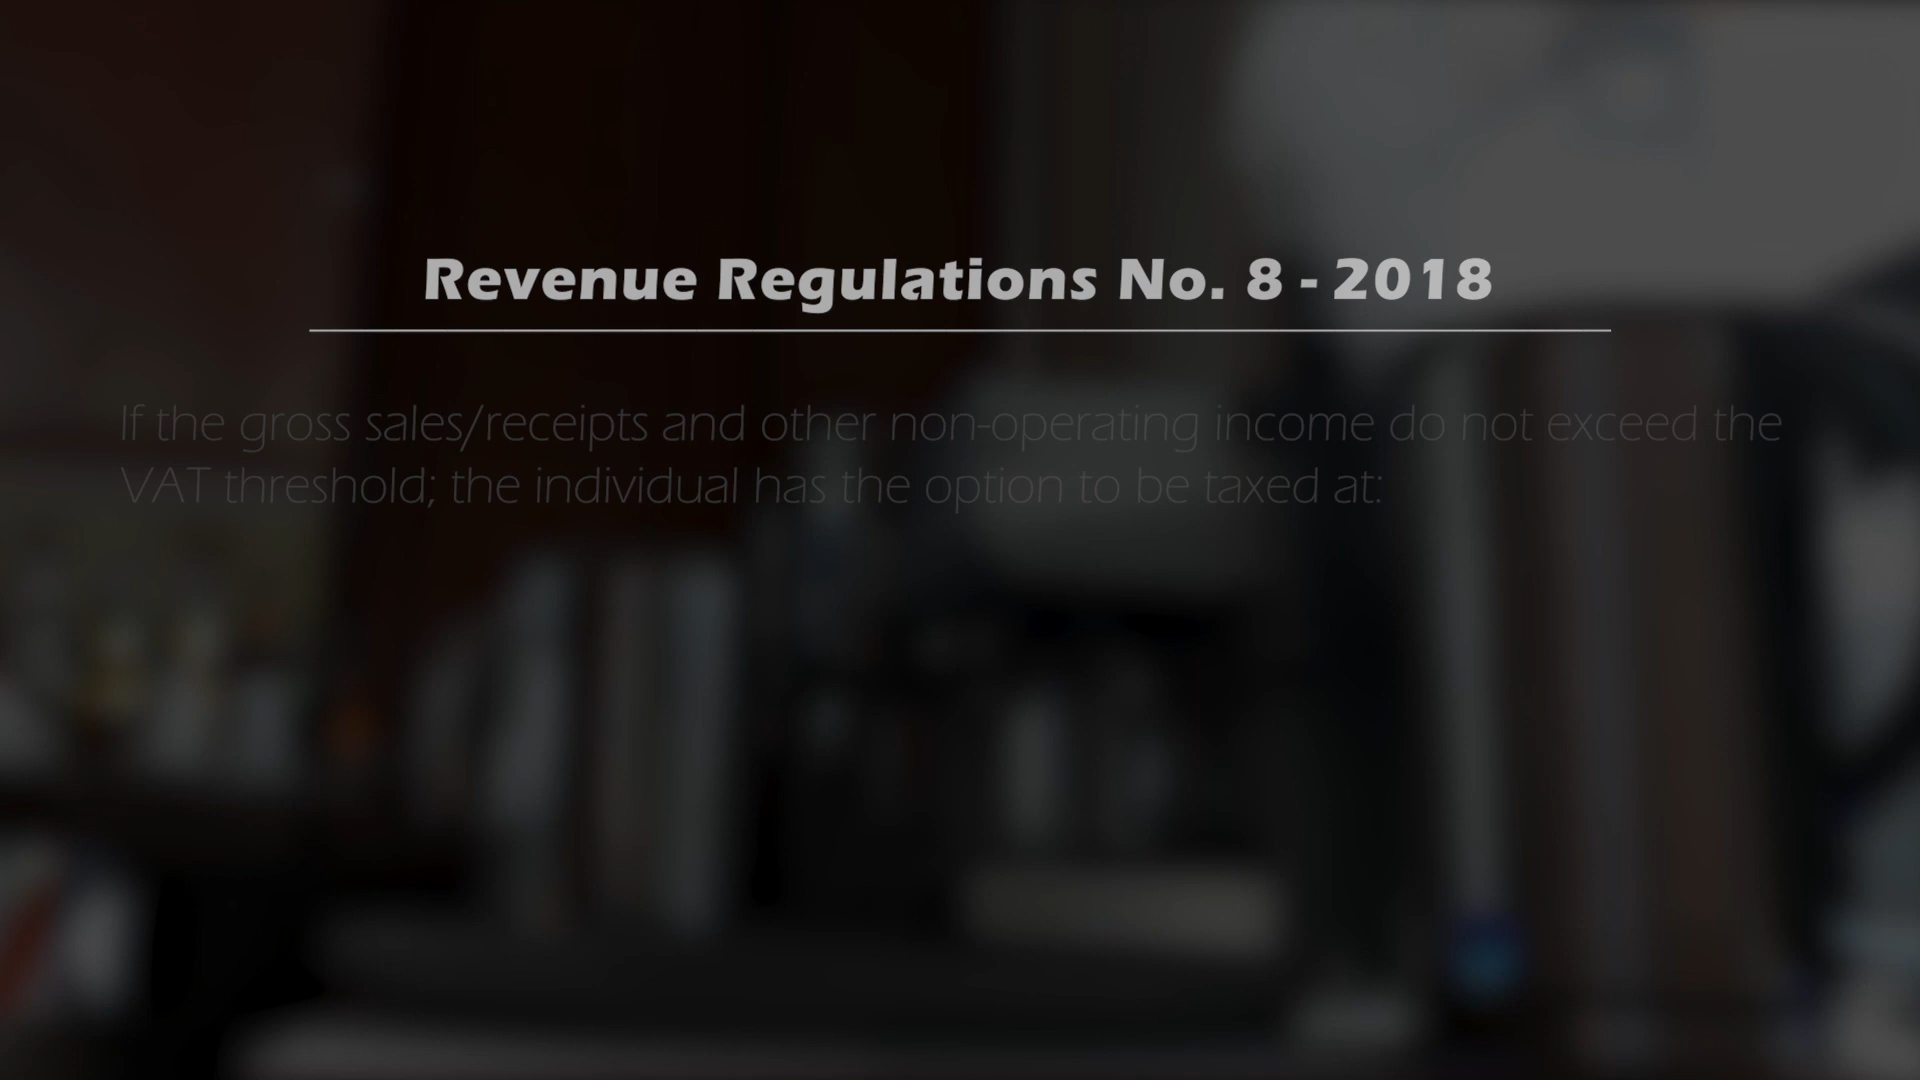 Revenue Regulations No. 8 - 2018
If the gross sales/receipts and other non-operating income do not exceed the
VAT threshold; the individual has the option to be taxed at: